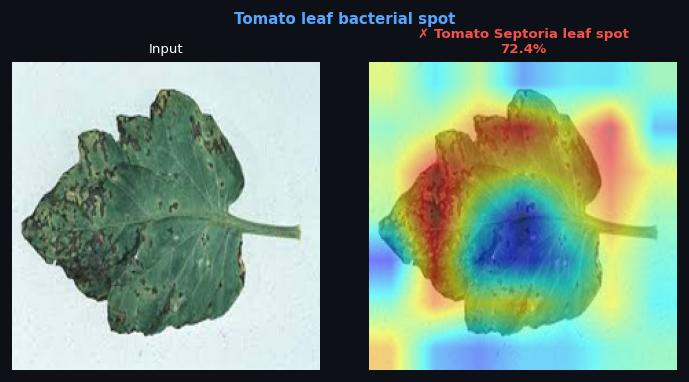 Tomato leaf bacterial spot
Input
✗ Tomato Septoria leaf spot
72.4%